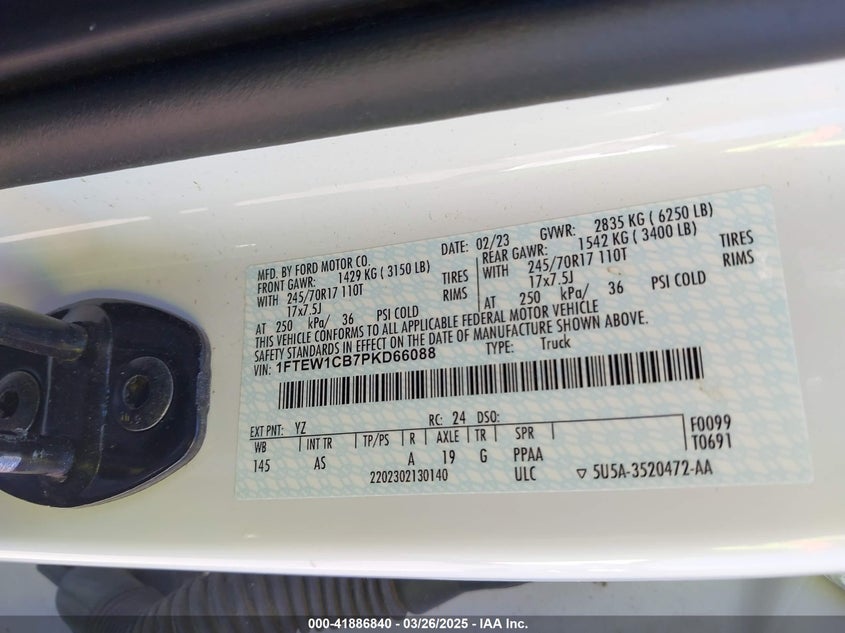 MFD. BY FORD MOTOR CO.
DATE: 02/23 GVWR: 2835 KG ( 6250 LB)
FRONT GAWR: 1429 KG ( 3150 LB)
WITH 245/70R17 110T TIRES
17x7.5J RIMS
AT 250 kPa/ 36 PSI COLD
REAR GAWR: 1542 KG ( 3400 LB)
WITH 245/70R17 110T TIRES
17x7.5J RIMS
AT 250 kPa/ 36 PSI COLD
THIS VEHICLE CONFORMS TO ALL APPLICABLE FEDERAL MOTOR VEHICLE
SAFETY STANDARDS IN EFFECT ON THE DATE OF MANUFACTURE SHOWN ABOVE.
VIN: 1FTEW1CB7PKD66088 TYPE: Truck
EXT PNT: YZ RC: 24 DSO: F0099
WB INT TR TP/PS R AXLE TR SPR T0691
145 AS A 19 G PPAA
2202302130140 ULC ▽ 5U5A-3520472-AA
000-41886840 - 03/26/2025 - IAA Inc.